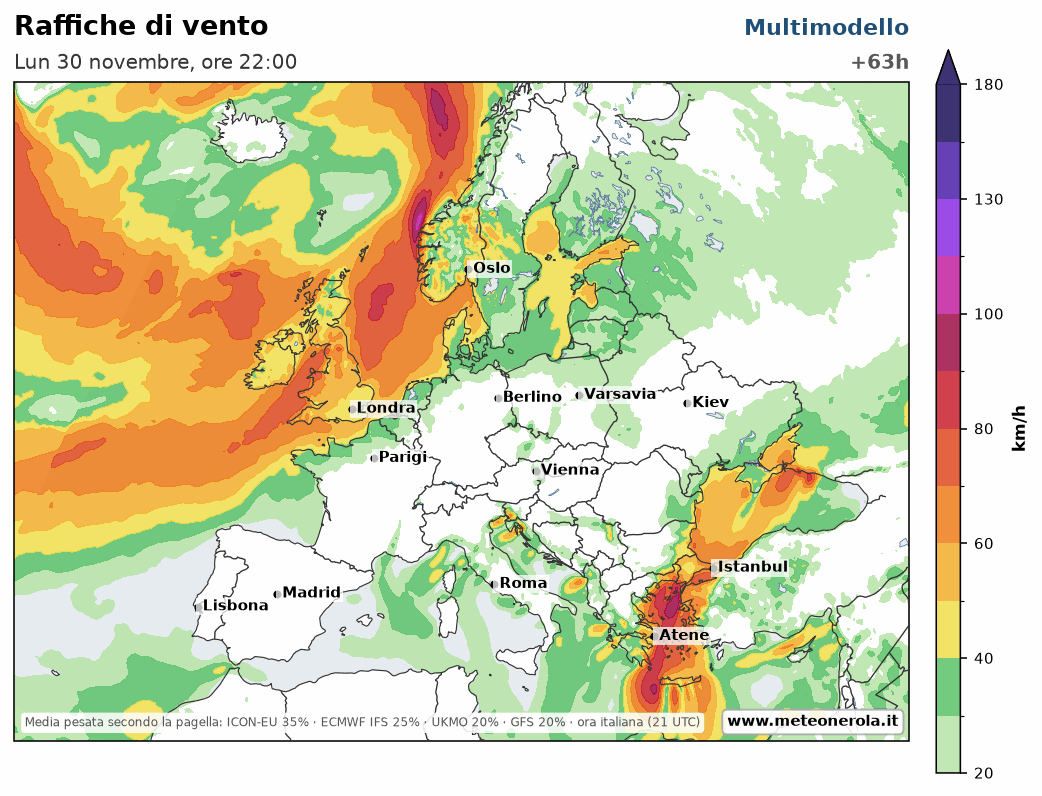 Raffiche di vento
Multimodello
Lun 30 novembre, ore 22:00
+63h
180
130
100
80
60
40
20
km/h
Oslo
Berlino
Varsavia
Kiev
Londra
Parigi
Vienna
Istanbul
Roma
Madrid
Lisbona
Atene
Media pesata secondo la pagella: ICON-EU 35% · ECMWF IFS 25% · UKMO 20% · GFS 20% · ora italiana (21 UTC)
www.meteonerola.it